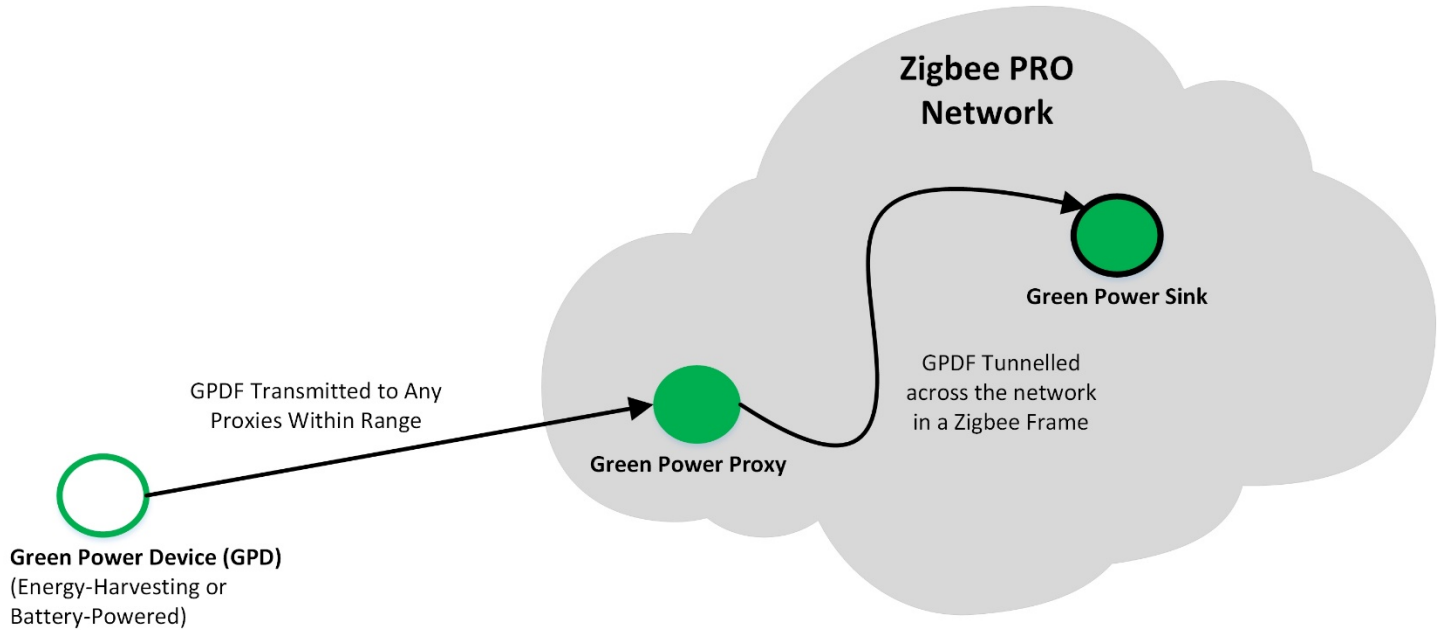 Zigbee PRO
Network
Green Power Sink
GPDF Transmitted to Any
Proxies Within Range
GPDF Tunnelled
across the network
in a Zigbee Frame
Green Power Proxy
Green Power Device (GPD)
(Energy-Harvesting or
Battery-Powered)